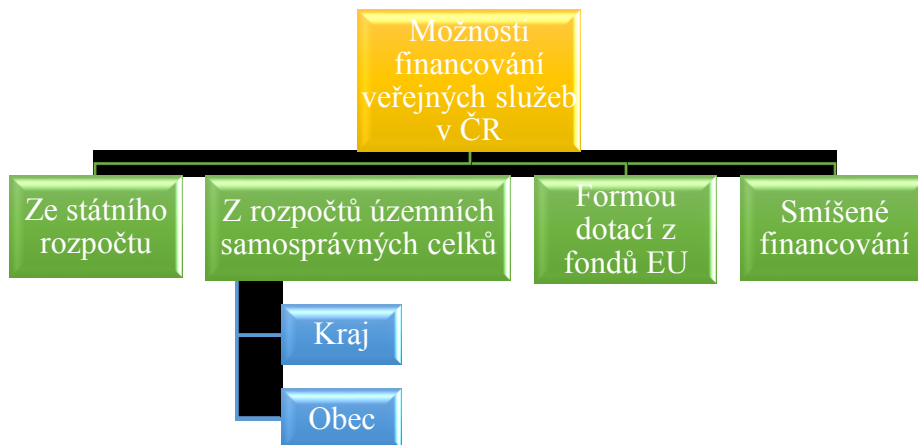 Možnosti
financování
veřejných služeb
v ČR
Ze státního
rozpočtu
Z rozpočtů územních
samosprávných celků
Formou
dotací z
fondů EU
Smíšené
financování
Kraj
Obec